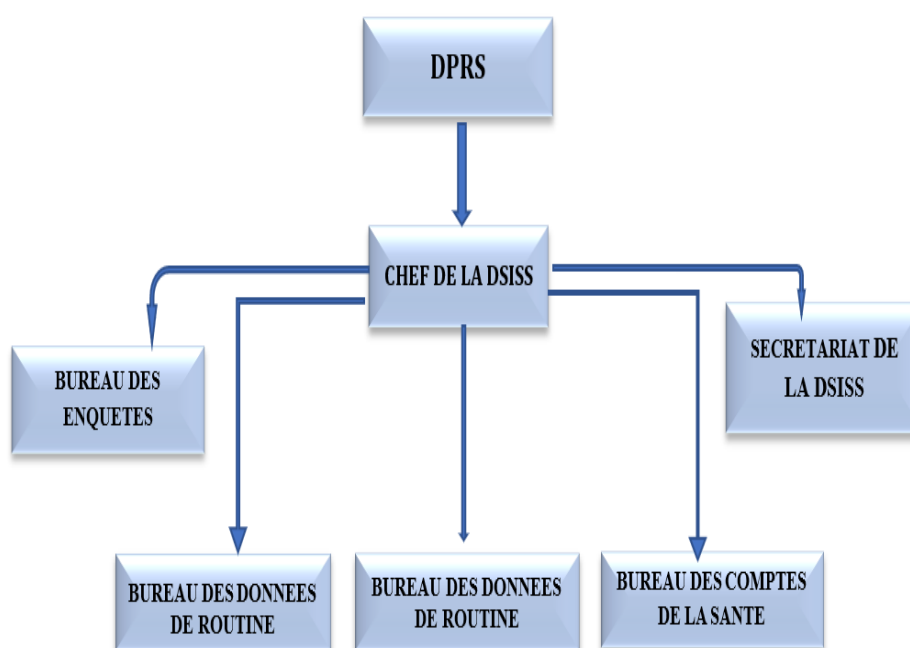 DPRS
CHEF DE LA DSISS
BUREAU DES
ENQUETES
SECRETARIAT DE
LA DSISS
BUREAU DES DONNEES
DE ROUTINE
BUREAU DES DONNEES
DE ROUTINE
BUREAU DES COMPTES
DE LA SANTE